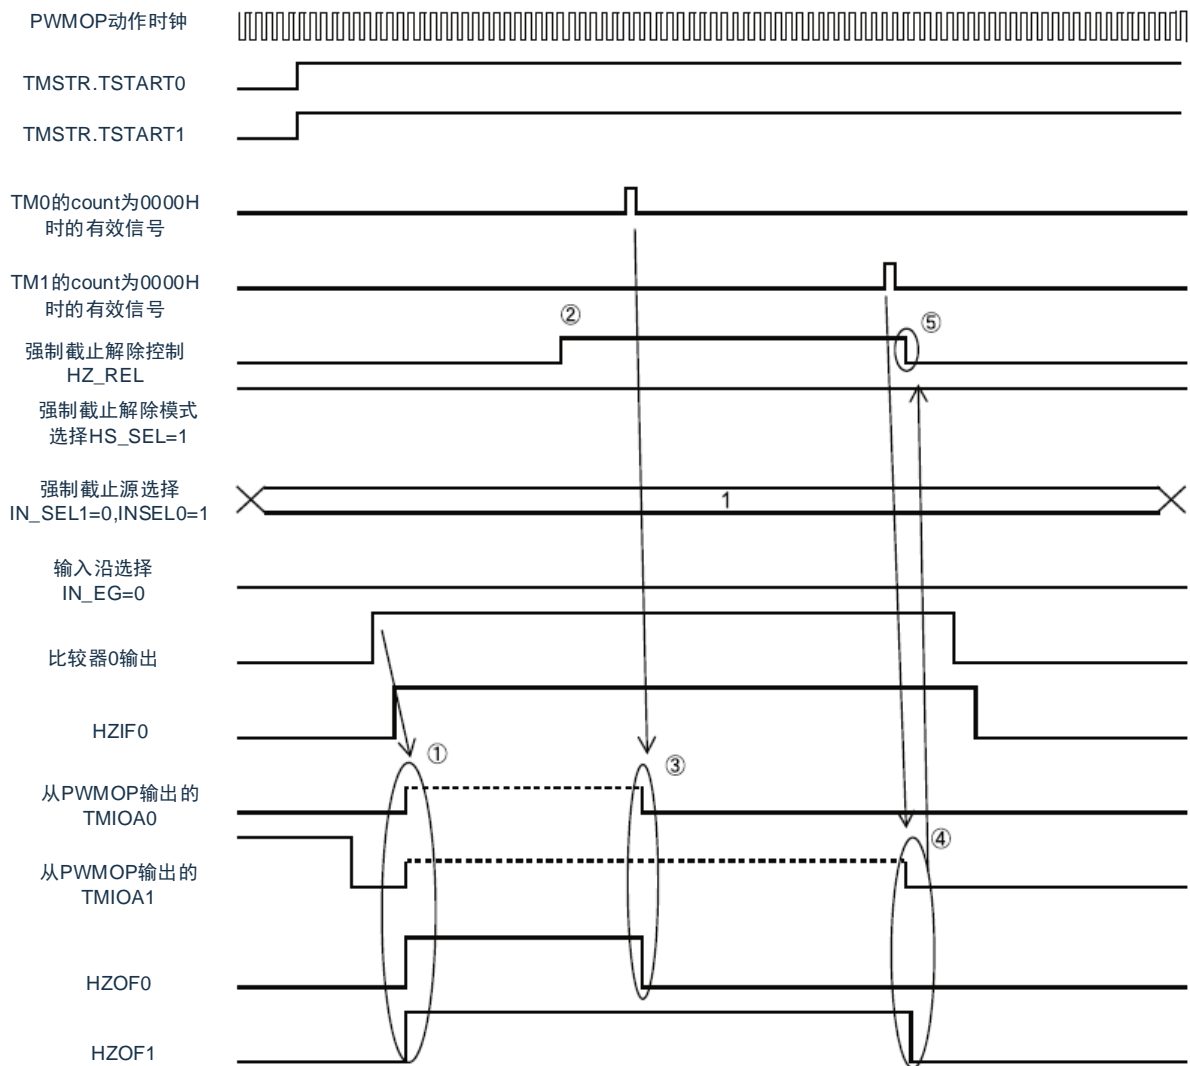 PWMOP动作时钟
TMSTR.TSTART0
TMSTR.TSTART1
TM0的count为0000H
时的有效信号
TM1的count为0000H
时的有效信号
②
⑤
强制截止解除控制
HZ_REL
强制截止解除模式
选择HS_SEL=1
强制截止源选择
IN_SEL1=0,INSEL0=1
1
输入沿选择
IN_EG=0
比较器0输出
HZIF0
①
③
从PWMOP输出的
TMIOA0
④
从PWMOP输出的
TMIOA1
HZOF0
HZOF1